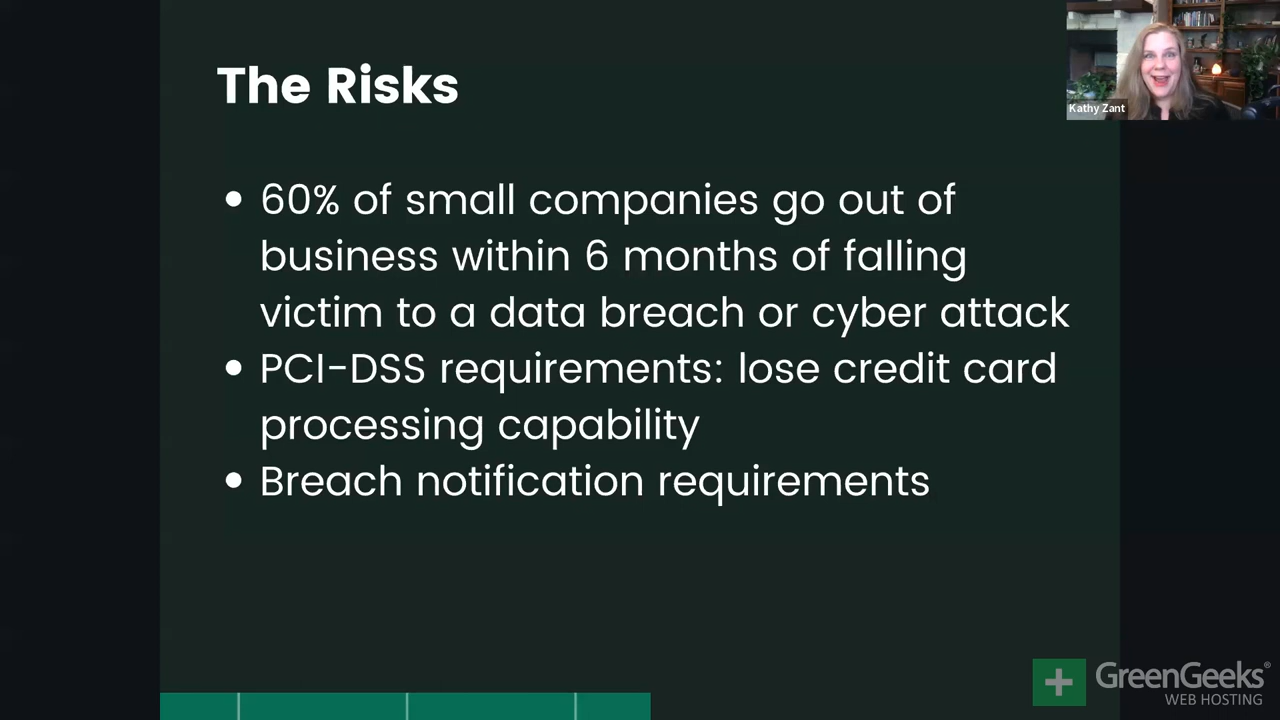 The Risks
Kathy Zant
• 60% of small companies go out of
business within 6 months of falling
victim to a data breach or cyber attack
• PCI-DSS requirements: lose credit card
processing capability
• Breach notification requirements
GreenGeeks®
WEB HOSTING